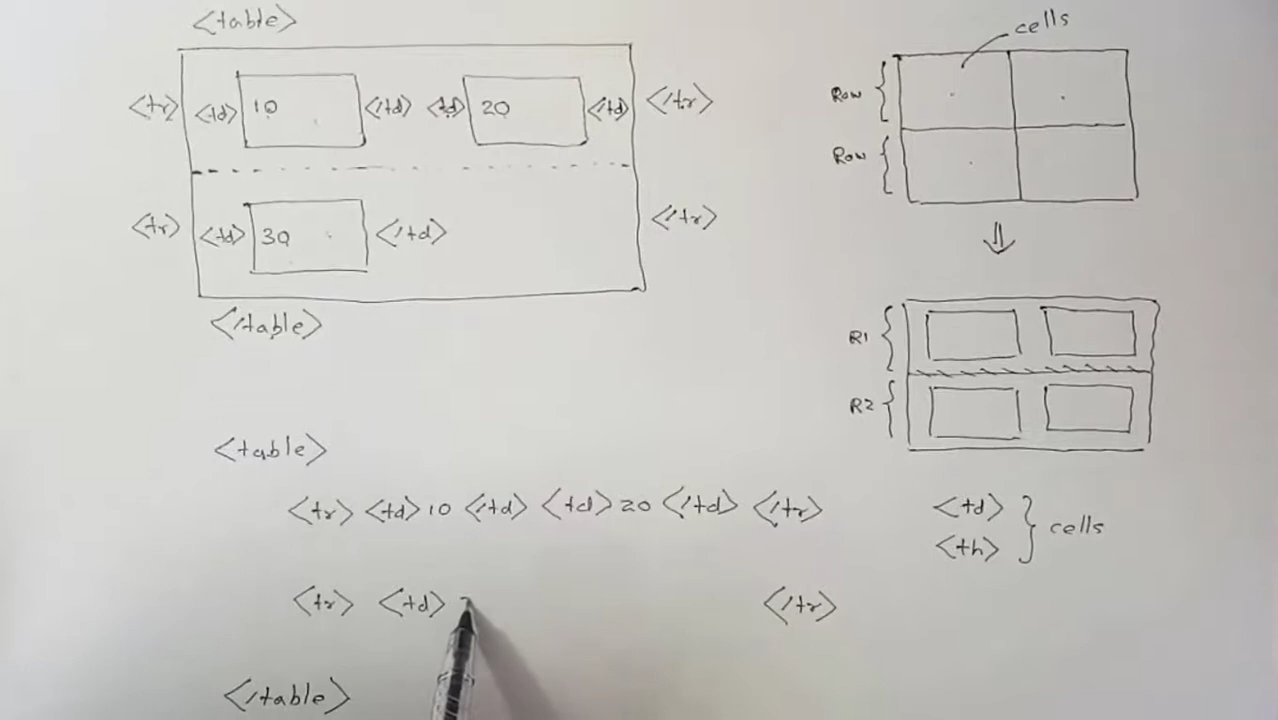 <table>
<tr> <td> 10 </td> <td> 20 </td> </tr>
<tr> <td> 30 </td> </tr>
</table>
cells
Row
Row
R1
R2
<table>
<tr> <td> 10 </td> <td> 20 </td> </tr>
<tr> <td> </tr>
</table>
<td>
<th>
cells